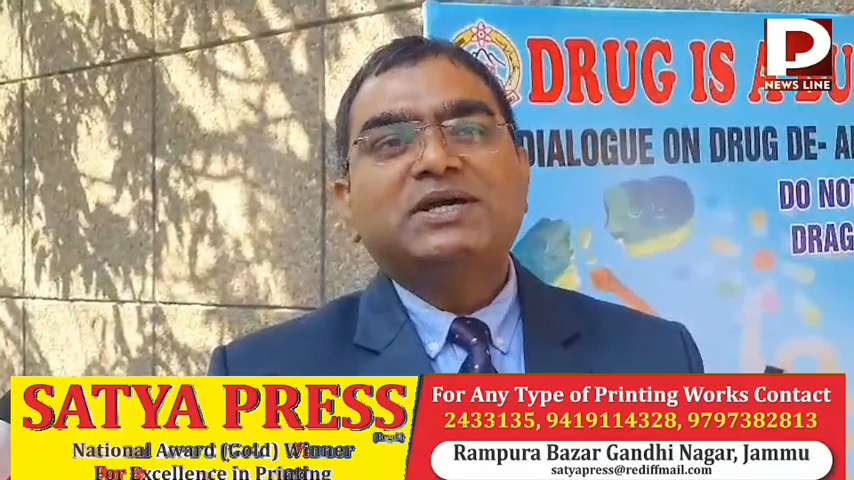 DRUG IS A
P
NEWS LINE
DIALOGUE ON DRUG DE-
DO NOT
DRAG
SATYA PRESS
(Regd.)
National Award (Gold) Winner
For Excellence in Printing
For Any Type of Printing Works Contact
2433135, 9419114328, 9797382813
Rampura Bazar Gandhi Nagar, Jammu
satyapress@rediffmail.com